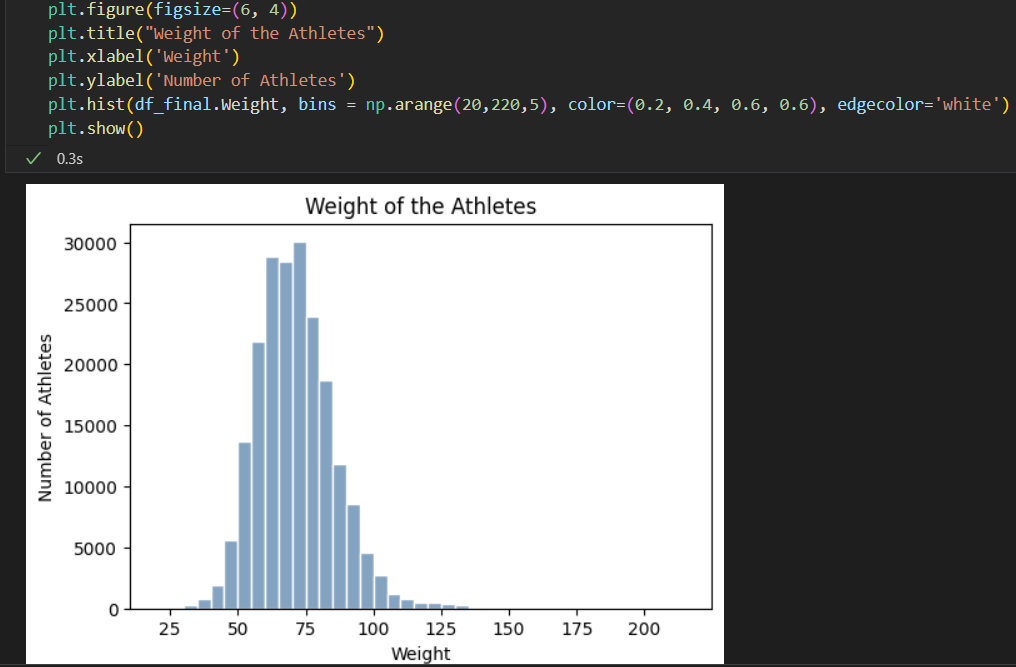 plt.figure(figsize=(6, 4))
plt.title("Weight of the Athletes")
plt.xlabel('Weight')
plt.ylabel('Number of Athletes')
plt.hist(df_final.Weight, bins = np.arange(20,220,5), color=(0.2, 0.4, 0.6, 0.6), edgecolor='white')
plt.show()
✓ 0.3s
Weight of the Athletes
Number of Athletes
30000
25000
20000
15000
10000
5000
0
25 50 75 100 125 150 175 200
Weight